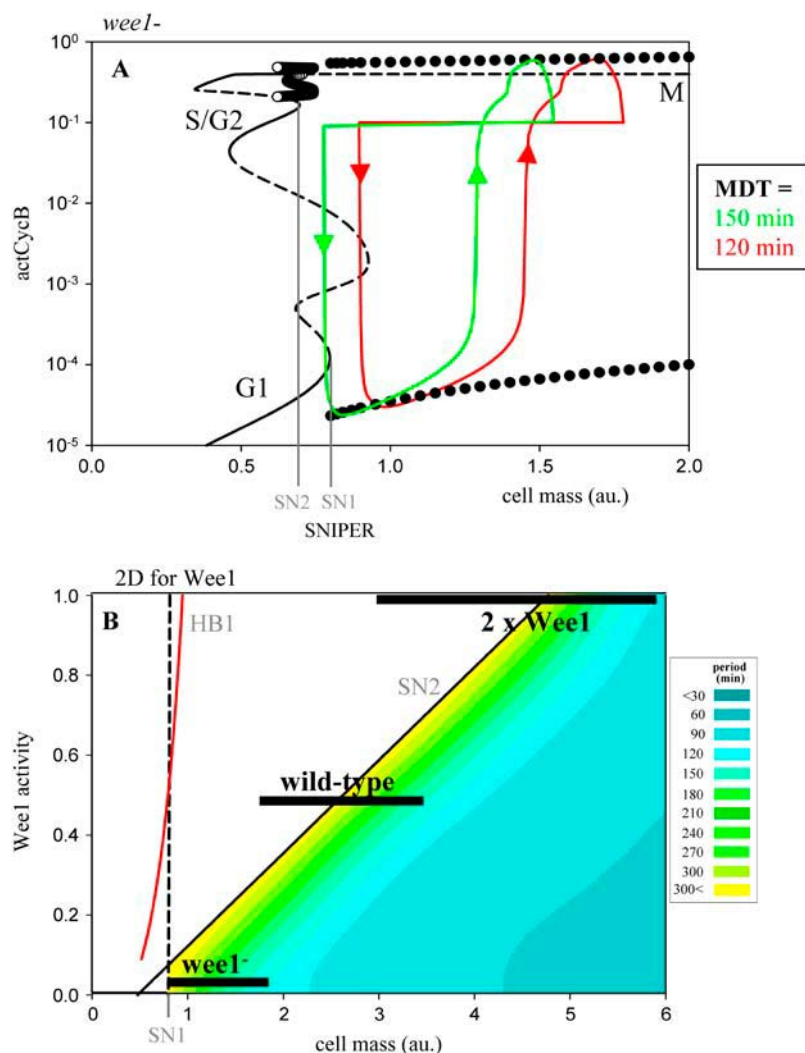 wee1-
A
10⁰
10⁻¹
10⁻²
10⁻³
10⁻⁴
10⁻⁵
actCycB
S/G2
M
G1
MDT =
150 min
120 min
0.0
0.5
1.0
1.5
2.0
SN2
SN1
cell mass (au.)
SNIPER
2D for Wee1
B
HB1
2 x Wee1
SN2
wild-type
wee1⁻
Wee1 activity
1.0
0.8
0.6
0.4
0.2
0.0
0
1
2
3
4
5
6
SN1
cell mass (au.)
period
(min)
<30
60
90
120
150
180
210
240
270
300
300<